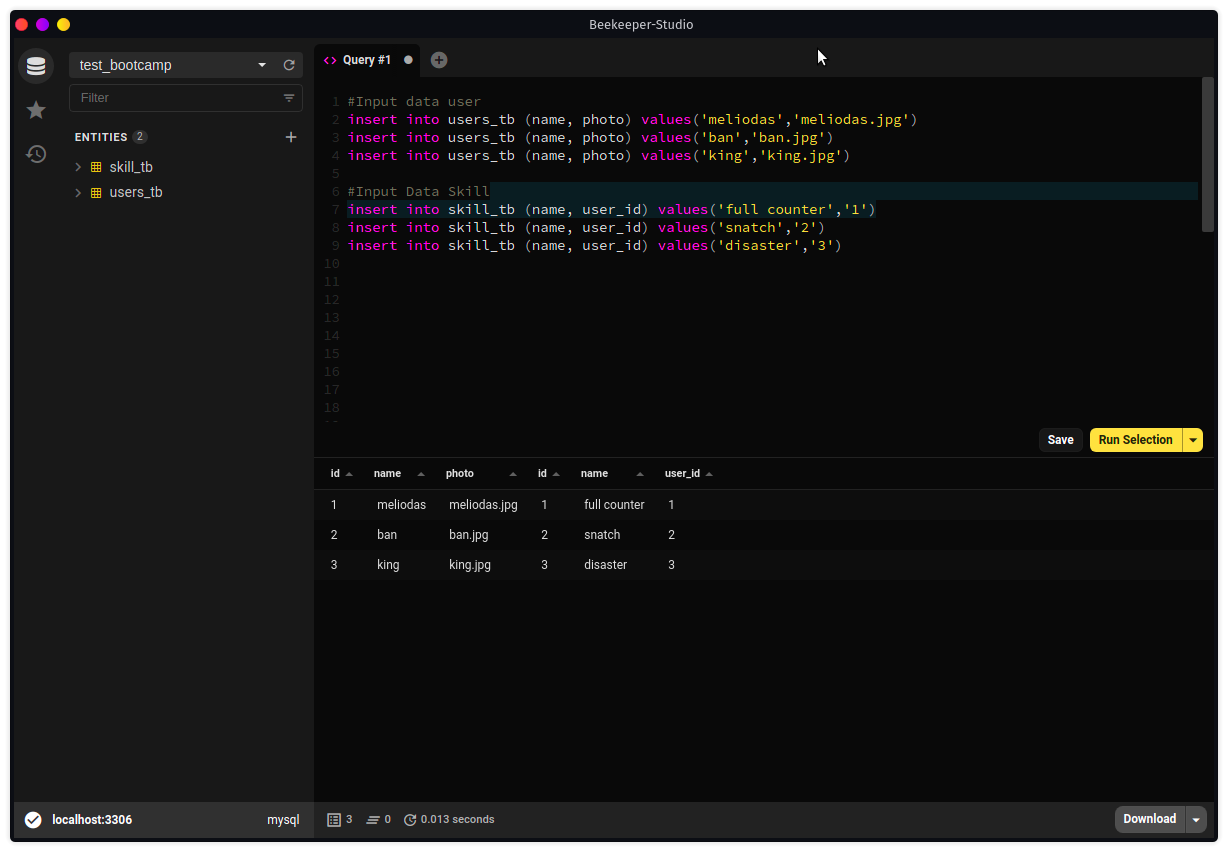 Beekeeper-Studio
test_bootcamp
Filter
ENTITIES 2 +
skill_tb
users_tb
<> Query #1
1 #Input data user
2 insert into users_tb (name, photo) values('meliodas','meliodas.jpg')
3 insert into users_tb (name, photo) values('ban','ban.jpg')
4 insert into users_tb (name, photo) values('king','king.jpg')
5
6 #Input Data Skill
7 insert into skill_tb (name, user_id) values('full counter','1')
8 insert into skill_tb (name, user_id) values('snatch','2')
9 insert into skill_tb (name, user_id) values('disaster','3')
10
11
12
13
14
15
16
17
18
Save Run Selection
id name photo id name user_id
1 meliodas meliodas.jpg 1 full counter 1
2 ban ban.jpg 2 snatch 2
3 king king.jpg 3 disaster 3
localhost:3306 mysql
3 0 0.013 seconds
Download